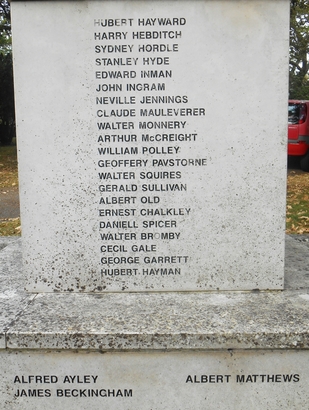 HUBERT HAYWARD
HARRY HEBDITCH
SYDNEY HORDLE
STANLEY HYDE
EDWARD INMAN
JOHN INGRAM
NEVILLE JENNINGS
CLAUDE MAULEVERER
WALTER MONNERY
ARTHUR McCREIGHT
WILLIAM POLLEY
GEOFFERY PAVSTORNE
WALTER SQUIRES
GERALD SULLIVAN
ALBERT OLD
ERNEST CHALKLEY
DANIELL SPICER
WALTER BROMBY
CECIL GALE
GEORGE GARRETT
HUBERT HAYMAN
ALFRED AYLEY ALBERT MATTHEWS
JAMES BECKINGHAM